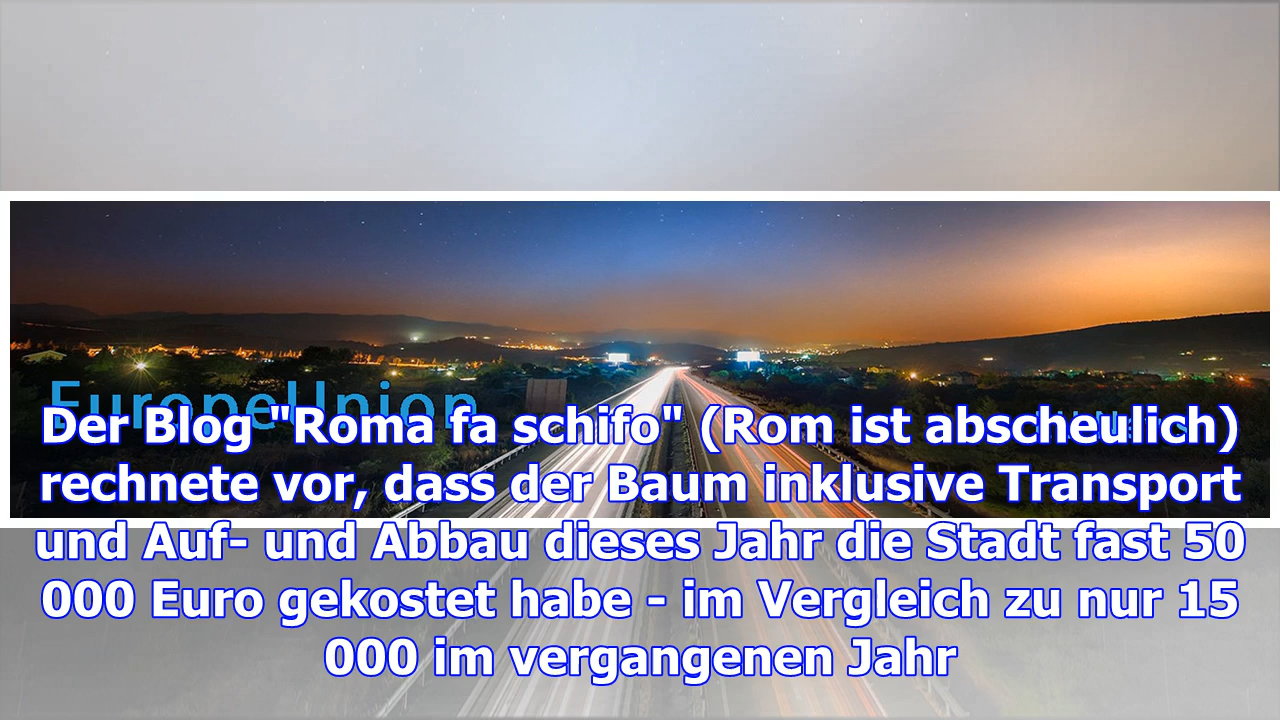 EuropeUnion
Der Blog "Roma fa schifo" (Rom ist abscheulich)
rechnete vor, dass der Baum inklusive Transport
und Auf- und Abbau dieses Jahr die Stadt fast 50
000 Euro gekostet habe - im Vergleich zu nur 15
000 im vergangenen Jahr